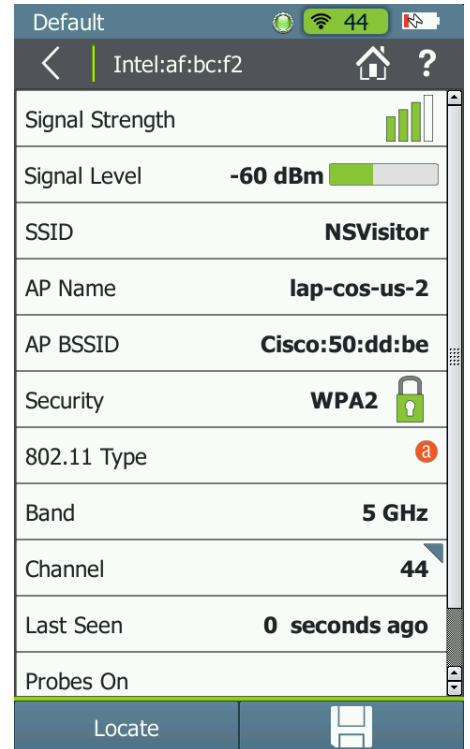 Default 44
Intel:af:bc:f2 ?
Signal Strength
Signal Level -60 dBm
SSID NSVisitor
AP Name lap-cos-us-2
AP BSSID Cisco:50:dd:be
Security WPA2
802.11 Type a
Band 5 GHz
Channel 44
Last Seen 0 seconds ago
Probes On
Locate